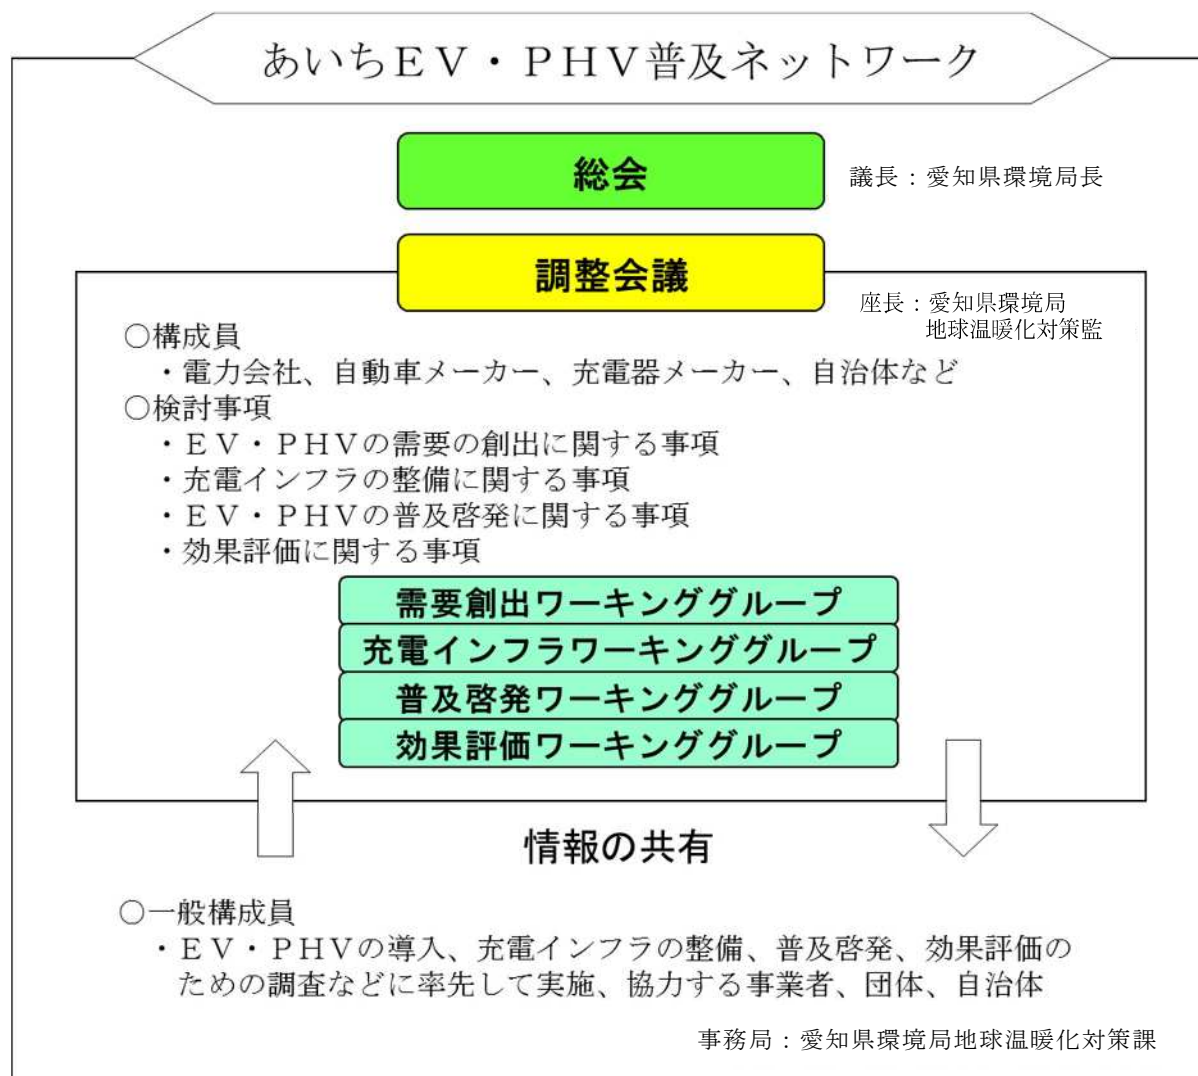 あいちＥＶ・ＰＨＶ普及ネットワーク
総会
議長：愛知県環境局長
調整会議
座長：愛知県環境局
地球温暖化対策監
○構成員
・電力会社、自動車メーカー、充電器メーカー、自治体など
○検討事項
・ＥＶ・ＰＨＶの需要の創出に関する事項
・充電インフラの整備に関する事項
・ＥＶ・ＰＨＶの普及啓発に関する事項
・効果評価に関する事項
需要創出ワーキンググループ
充電インフラワーキンググループ
普及啓発ワーキンググループ
効果評価ワーキンググループ
情報の共有
○一般構成員
・ＥＶ・ＰＨＶの導入、充電インフラの整備、普及啓発、効果評価の
ための調査などに率先して実施、協力する事業者、団体、自治体
事務局：愛知県環境局地球温暖化対策課